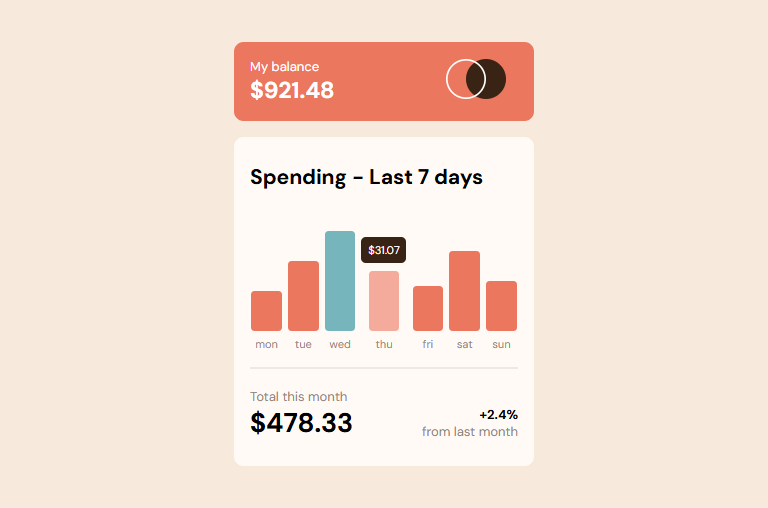 My balance
$921.48
Spending - Last 7 days
$31.07
mon tue wed thu fri sat sun
Total this month
$478.33
+2.4%
from last month